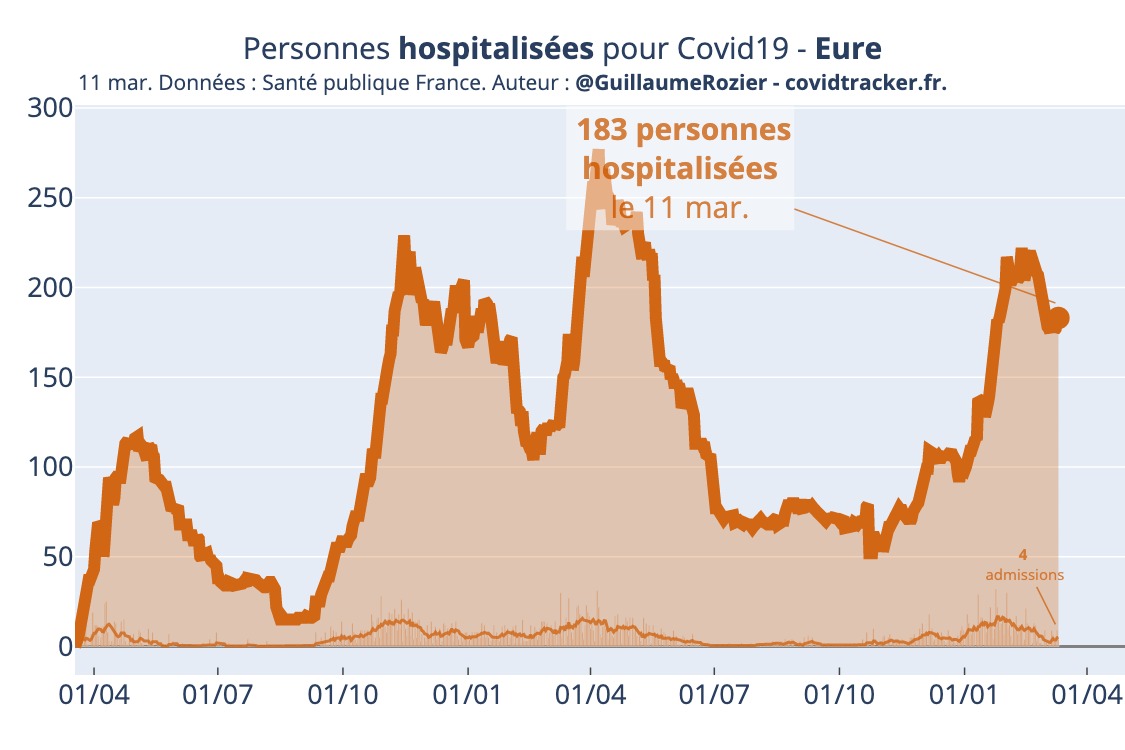 Personnes hospitalisées pour Covid19 - Eure
11 mar. Données : Santé publique France. Auteur : @GuillaumeRozier - covidtracker.fr.
300
183 personnes
hospitalisées
le 11 mar.
250
200
150
100
50
4
admissions
0
01/04 01/07 01/10 01/01 01/04 01/07 01/10 01/01 01/04